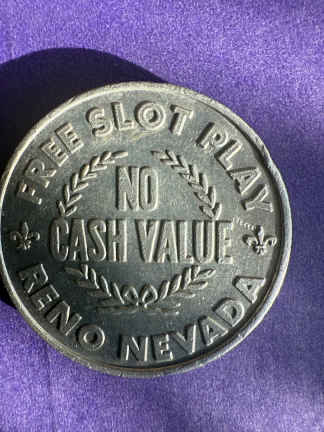 FREE SLOT PLAY
NO
CASH VALUE
RENO NEVADA